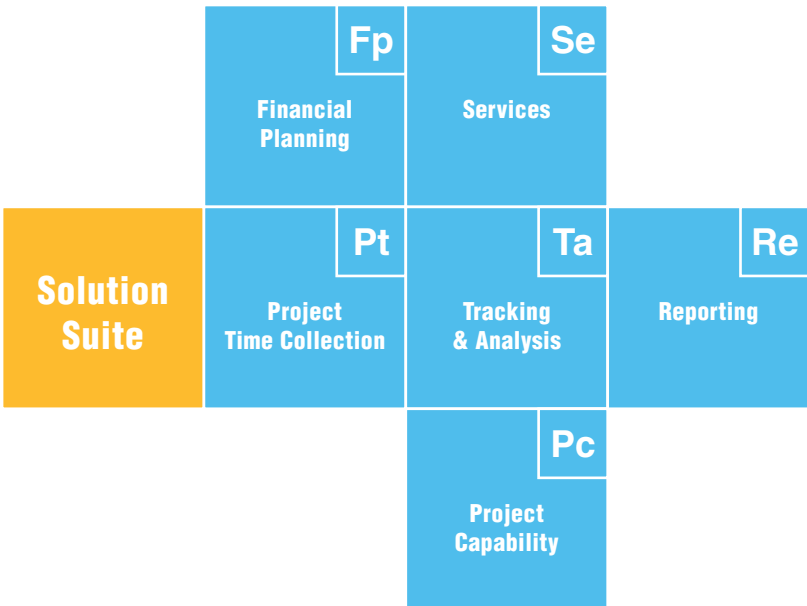 Fp
Financial
Planning
Se
Services
Solution
Suite
Pt
Project
Time Collection
Ta
Tracking
& Analysis
Re
Reporting
Pc
Project
Capability